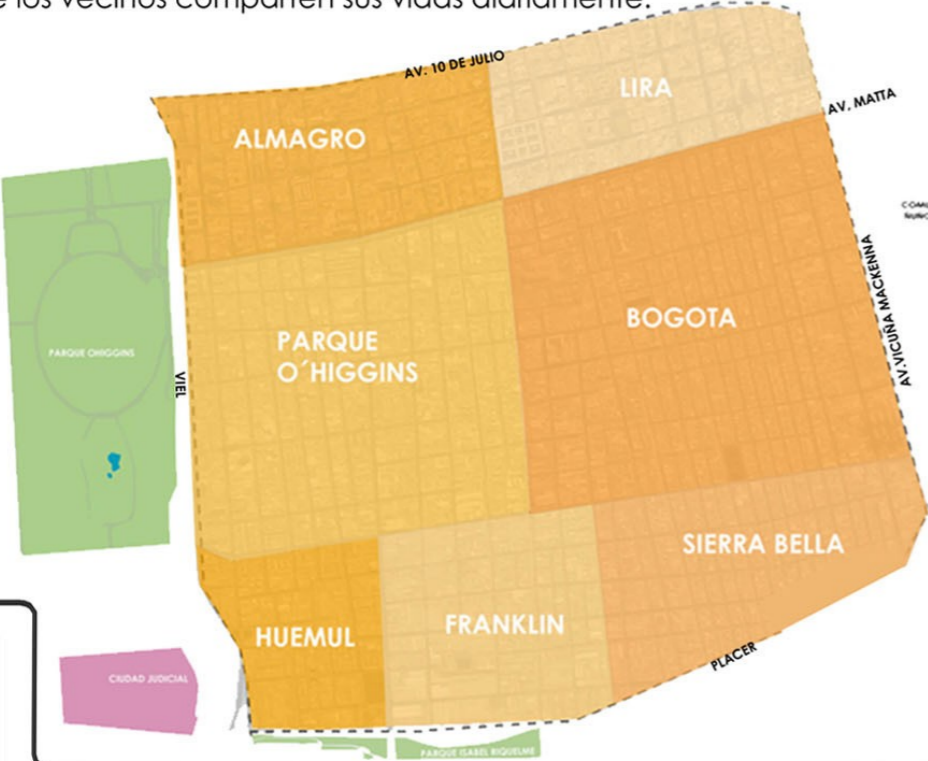 los vecinos comparten sus vidas diariamente.
AV. 10 DE JULIO
LIRA
AV. MATTA
ALMAGRO
BOGOTA
AV.VICUÑA MACKENNA
PARQUE
O´HIGGINS
PARQUE OHIGGINS
VIEL
SIERRA BELLA
HUEMUL
FRANKLIN
PLACER
CIUDAD JUDICIAL
PARQUE ISABEL RIQUELME